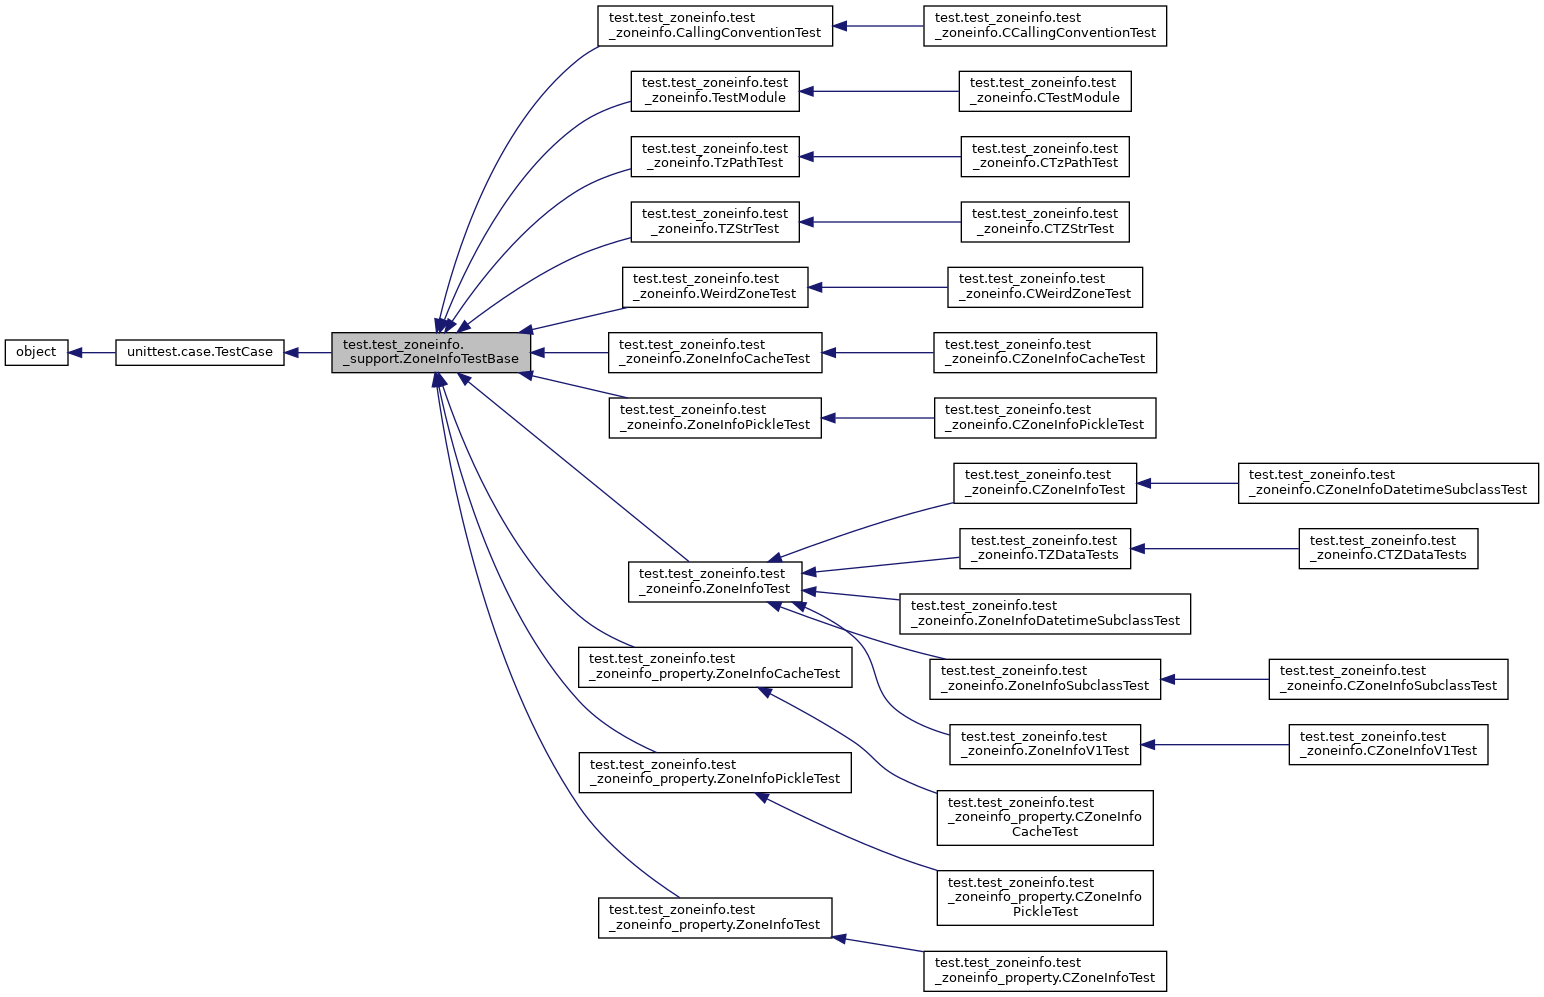 test.test_zoneinfo.test
_zoneinfo.CallingConventionTest
test.test_zoneinfo.test
_zoneinfo.CCallingConventionTest
test.test_zoneinfo.test
_zoneinfo.TestModule
test.test_zoneinfo.test
_zoneinfo.CTestModule
test.test_zoneinfo.test
_zoneinfo.TzPathTest
test.test_zoneinfo.test
_zoneinfo.CTzPathTest
test.test_zoneinfo.test
_zoneinfo.TZStrTest
test.test_zoneinfo.test
_zoneinfo.CTZStrTest
test.test_zoneinfo.test
_zoneinfo.WeirdZoneTest
test.test_zoneinfo.test
_zoneinfo.CWeirdZoneTest
object
unittest.case.TestCase
test.test_zoneinfo.
_support.ZoneInfoTestBase
test.test_zoneinfo.test
_zoneinfo.ZoneInfoCacheTest
test.test_zoneinfo.test
_zoneinfo.CZoneInfoCacheTest
test.test_zoneinfo.test
_zoneinfo.ZoneInfoPickleTest
test.test_zoneinfo.test
_zoneinfo.CZoneInfoPickleTest
test.test_zoneinfo.test
_zoneinfo.CZoneInfoTest
test.test_zoneinfo.test
_zoneinfo.CZoneInfoDatetimeSubclassTest
test.test_zoneinfo.test
_zoneinfo.TZDataTests
test.test_zoneinfo.test
_zoneinfo.CTZDataTests
test.test_zoneinfo.test
_zoneinfo.ZoneInfoTest
test.test_zoneinfo.test
_zoneinfo.ZoneInfoDatetimeSubclassTest
test.test_zoneinfo.test
_zoneinfo_property.ZoneInfoCacheTest
test.test_zoneinfo.test
_zoneinfo.ZoneInfoSubclassTest
test.test_zoneinfo.test
_zoneinfo.CZoneInfoSubclassTest
test.test_zoneinfo.test
_zoneinfo.ZoneInfoV1Test
test.test_zoneinfo.test
_zoneinfo.CZoneInfoV1Test
test.test_zoneinfo.test
_zoneinfo_property.ZoneInfoPickleTest
test.test_zoneinfo.test
_zoneinfo_property.CZoneInfo
CacheTest
test.test_zoneinfo.test
_zoneinfo_property.CZoneInfo
PickleTest
test.test_zoneinfo.test
_zoneinfo_property.ZoneInfoTest
test.test_zoneinfo.test
_zoneinfo_property.CZoneInfoTest